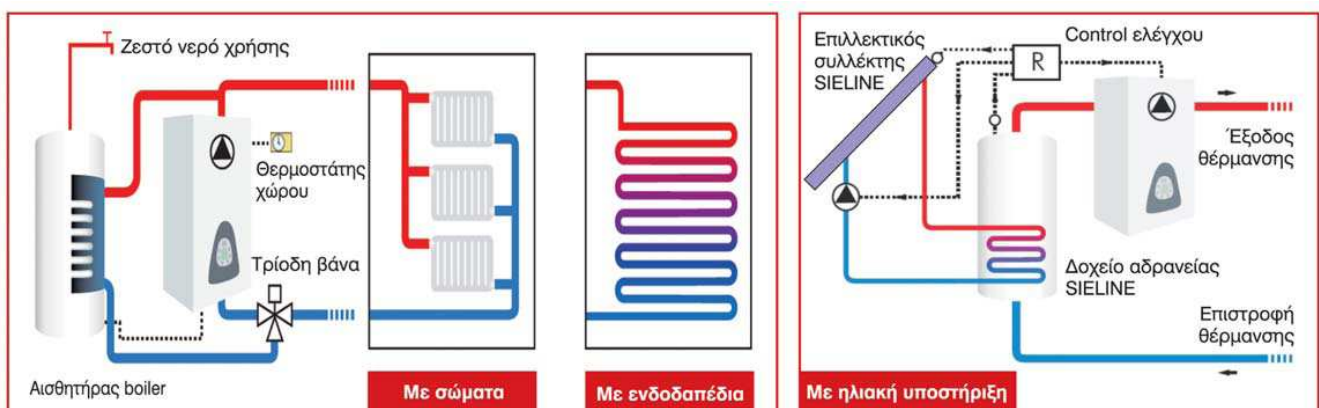 Ζεστό νερό χρήσης
Θερμοστάτης
χώρου
Τρίοδη βάνα
Αισθητήρας boiler
Με σώματα
Με ενδοδαπέδια
Επιλλεκτικός
συλλέκτης
SIELINE
Control ελέγχου
R
Έξοδος
θέρμανσης
Δοχείο αδρανείας
SIELINE
Επιστροφή
θέρμανσης
Με ηλιακή υποστήριξη